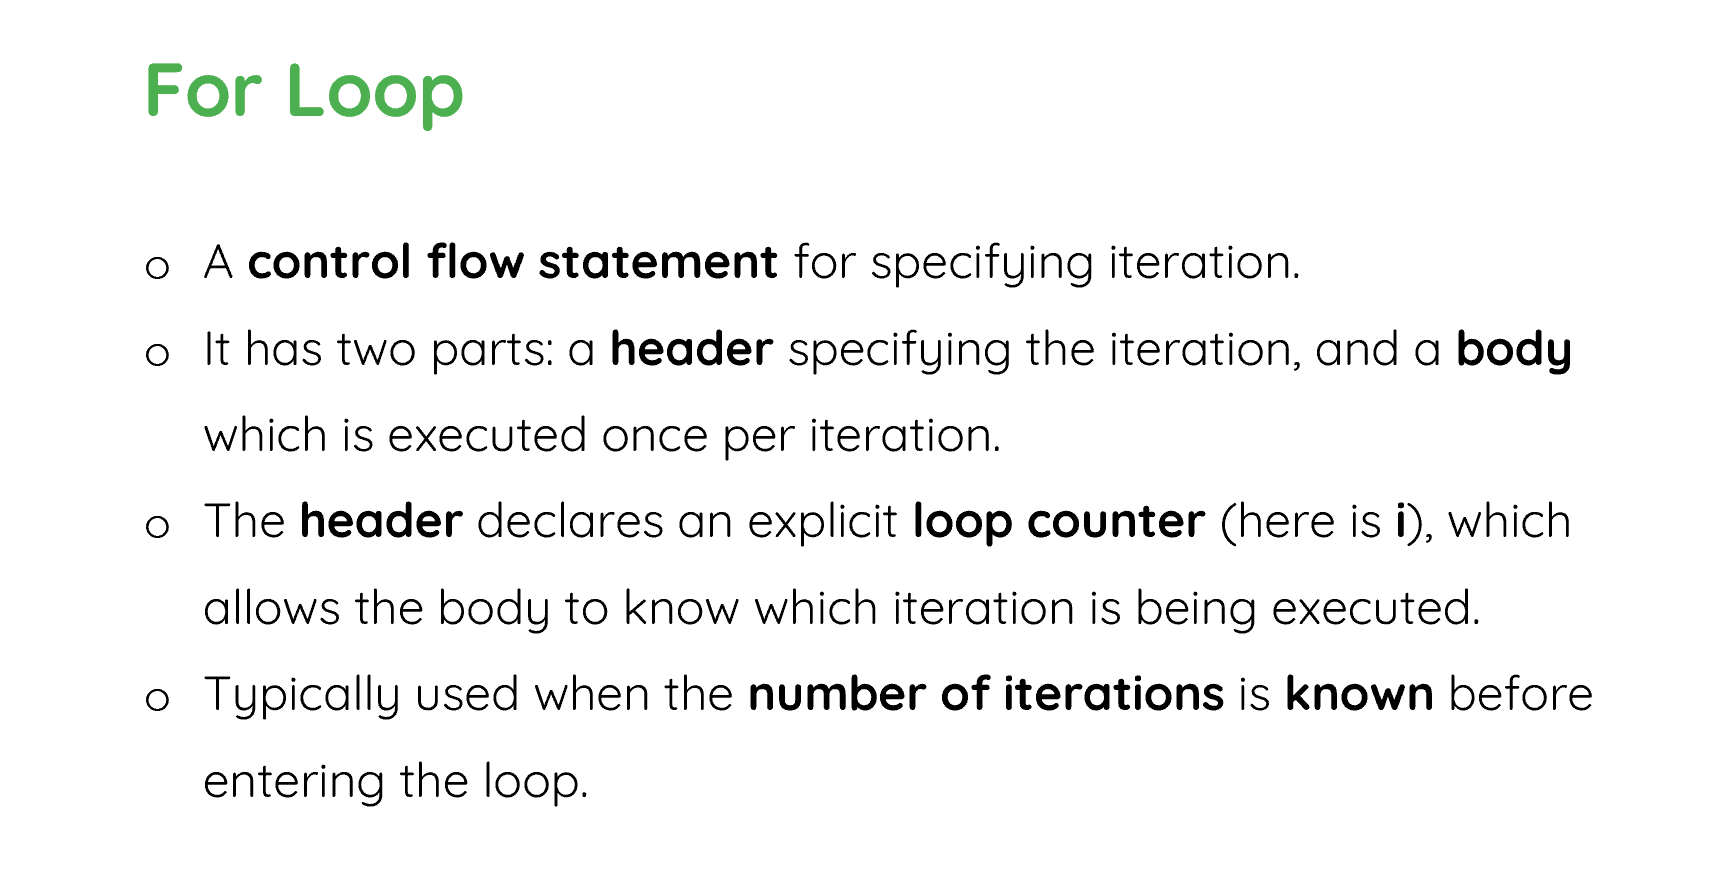 For Loop
o A control flow statement for specifying iteration.
o It has two parts: a header specifying the iteration, and a body
which is executed once per iteration.
o The header declares an explicit loop counter (here is i), which
allows the body to know which iteration is being executed.
o Typically used when the number of iterations is known before
entering the loop.